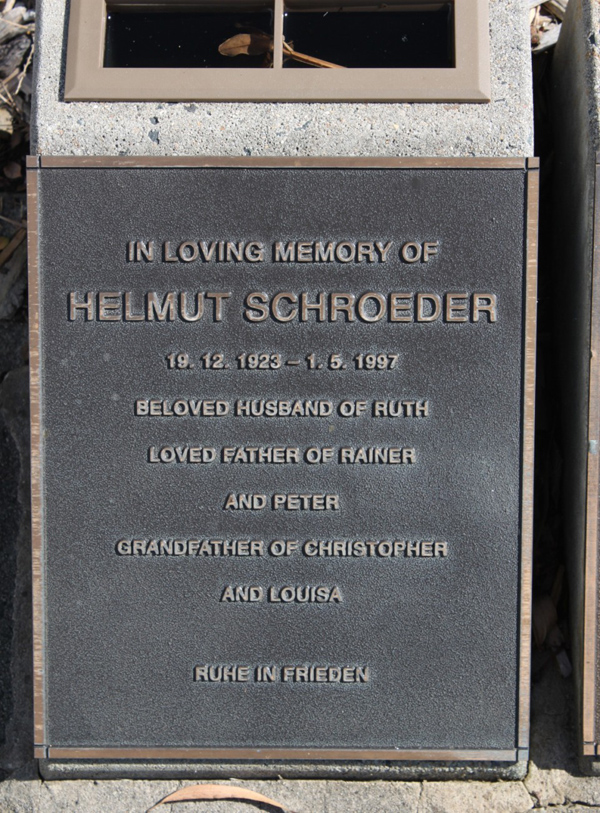 IN LOVING MEMORY OF
HELMUT SCHROEDER
19. 12. 1923 – 1. 5. 1997
BELOVED HUSBAND OF RUTH
LOVED FATHER OF RAINER
AND PETER
GRANDFATHER OF CHRISTOPHER
AND LOUISA
RUHE IN FRIEDEN